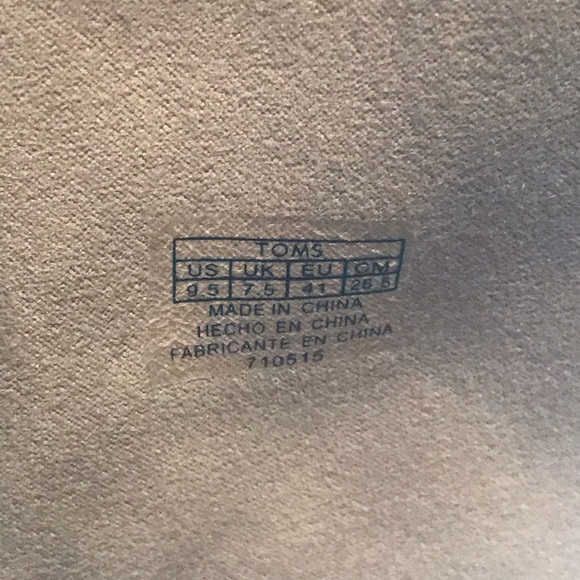 TOMS
US UK EU CM
9.5 7.5 41 26.5
MADE IN CHINA
HECHO EN CHINA
FABRICANTE EN CHINA
710515